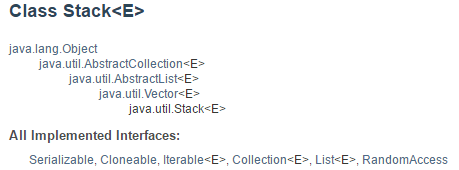 Class Stack<E>
java.lang.Object
java.util.AbstractCollection<E>
java.util.AbstractList<E>
java.util.Vector<E>
java.util.Stack<E>
All Implemented Interfaces:
Serializable, Cloneable, Iterable<E>, Collection<E>, List<E>, RandomAccess